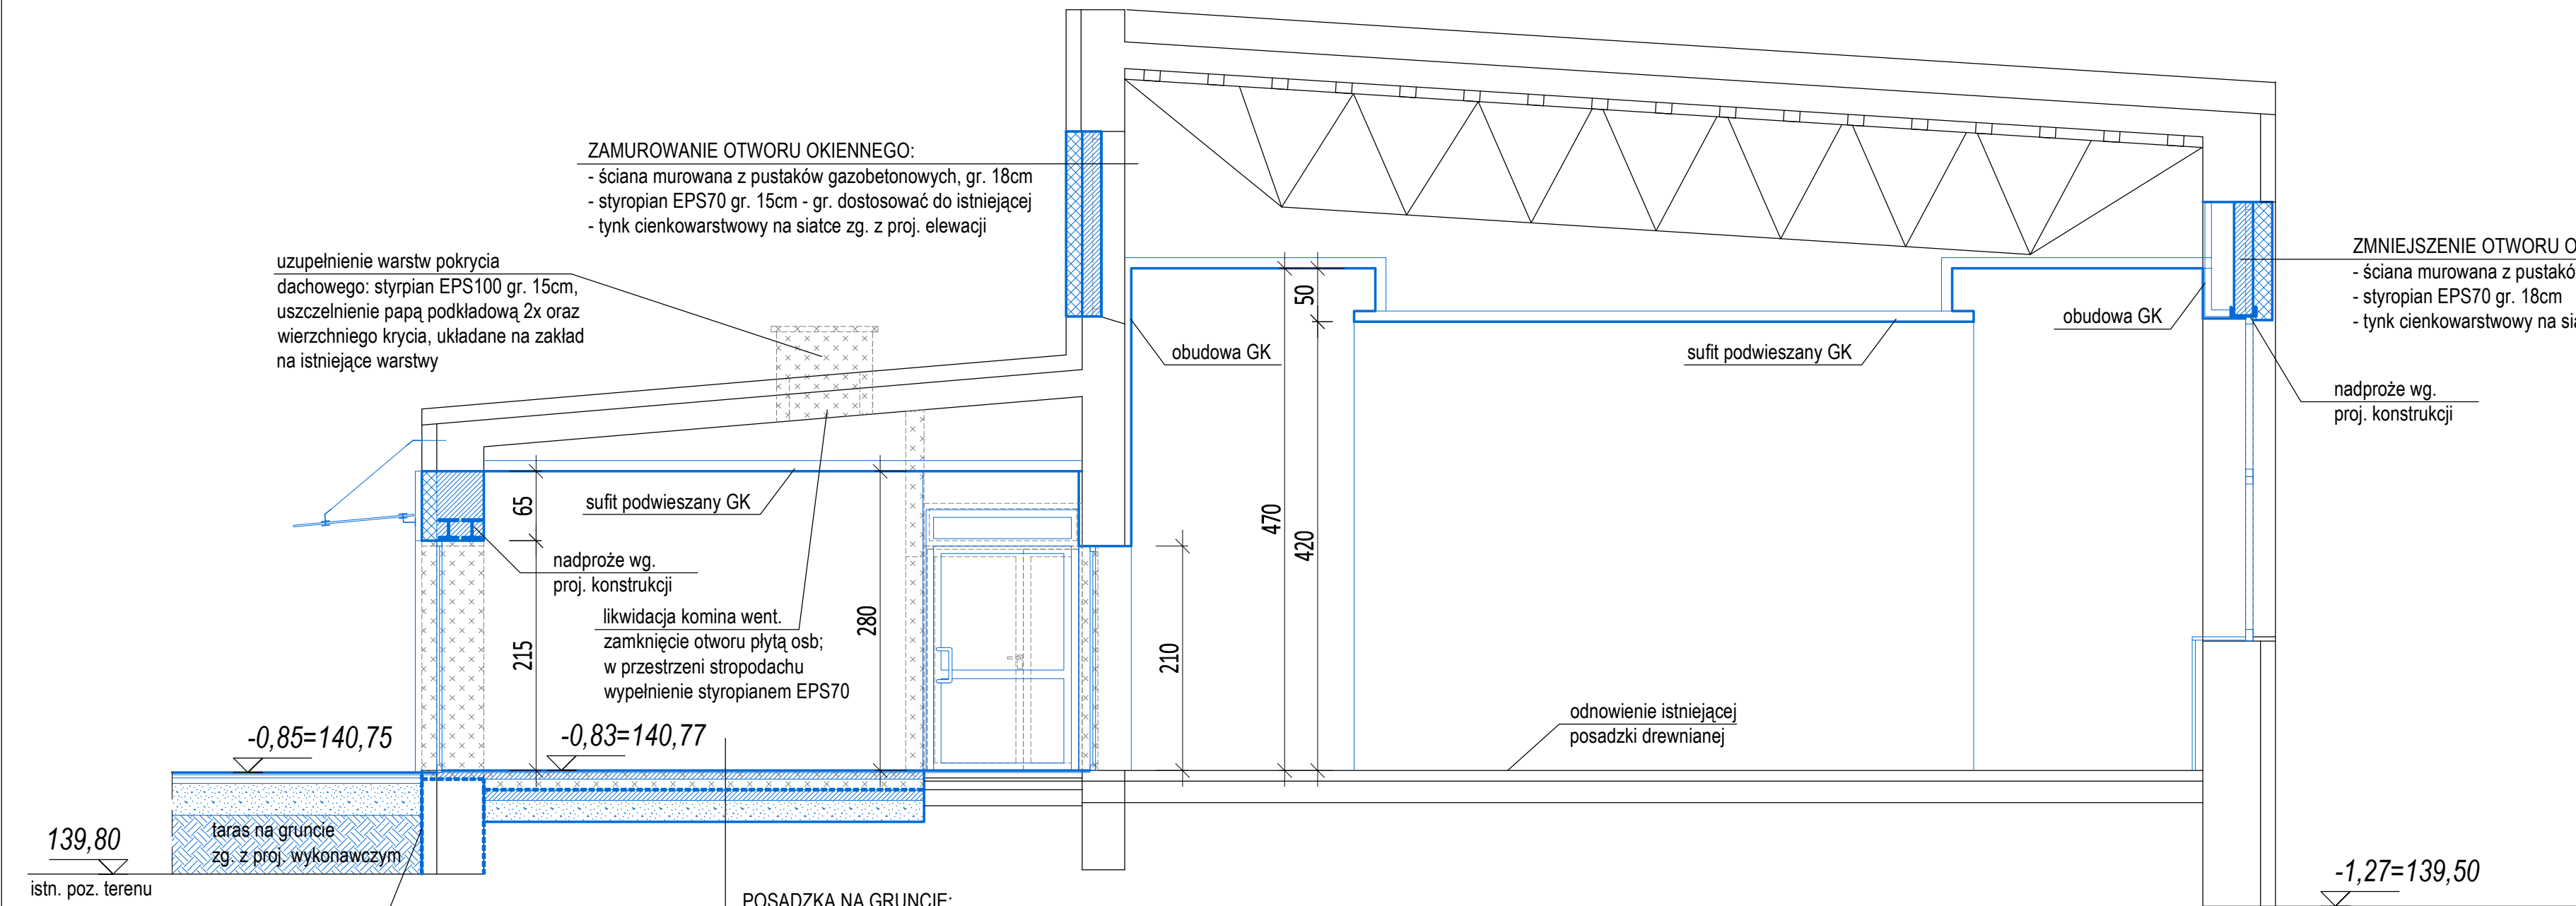 ZAMUROWANIE OTWORU OKIENNEGO:
- ściana murowana z pustaków gazobetonowych, gr. 18cm
- styropian EPS70 gr. 15cm - gr. dostosować do istniejącej
- tynk cienkowarstwowy na siatce zg. z proj. elewacji
uzupełnienie warstw pokrycia
dachowego: styrpian EPS100 gr. 15cm,
uszczelnienie papą podkładową 2x oraz
wierzchniego krycia, układane na zakład
na istniejące warstwy
ZMNIEJSZENIE OTWORU O
- ściana murowana z pustakó
- styropian EPS70 gr. 18cm
- tynk cienkowarstwowy na sia
obudowa GK
sufit podwieszany GK
obudowa GK
nadproże wg.
proj. konstrukcji
50
470
420
210
sufit podwieszany GK
65
215
280
nadproże wg.
proj. konstrukcji
likwidacja komina went.
zamknięcie otworu płytą osb;
w przestrzeni stropodachu
wypełnienie styropianem EPS70
odnowienie istniejącej
posadzki drewnianej
-0,85=140,75
-0,83=140,77
139,80
istn. poz. terenu
taras na gruncie
zg. z proj. wykonawczym
-1,27=139,50
POSADZKA NA GRUNCIE: